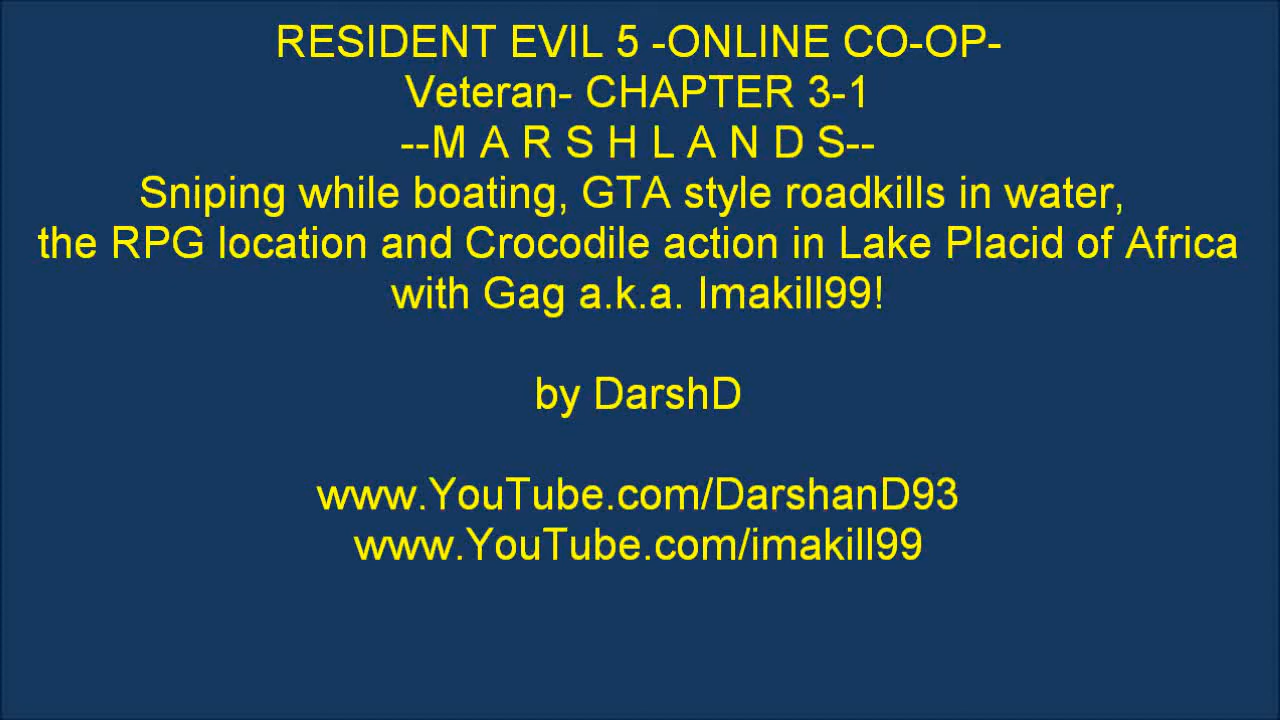 RESIDENT EVIL 5 -ONLINE CO-OP-
Veteran- CHAPTER 3-1
--M A R S H L A N D S--
Sniping while boating, GTA style roadkills in water,
the RPG location and Crocodile action in Lake Placid of Africa
with Gag a.k.a. Imakill99!
by DarshD
www.YouTube.com/DarshanD93
www.YouTube.com/imakill99